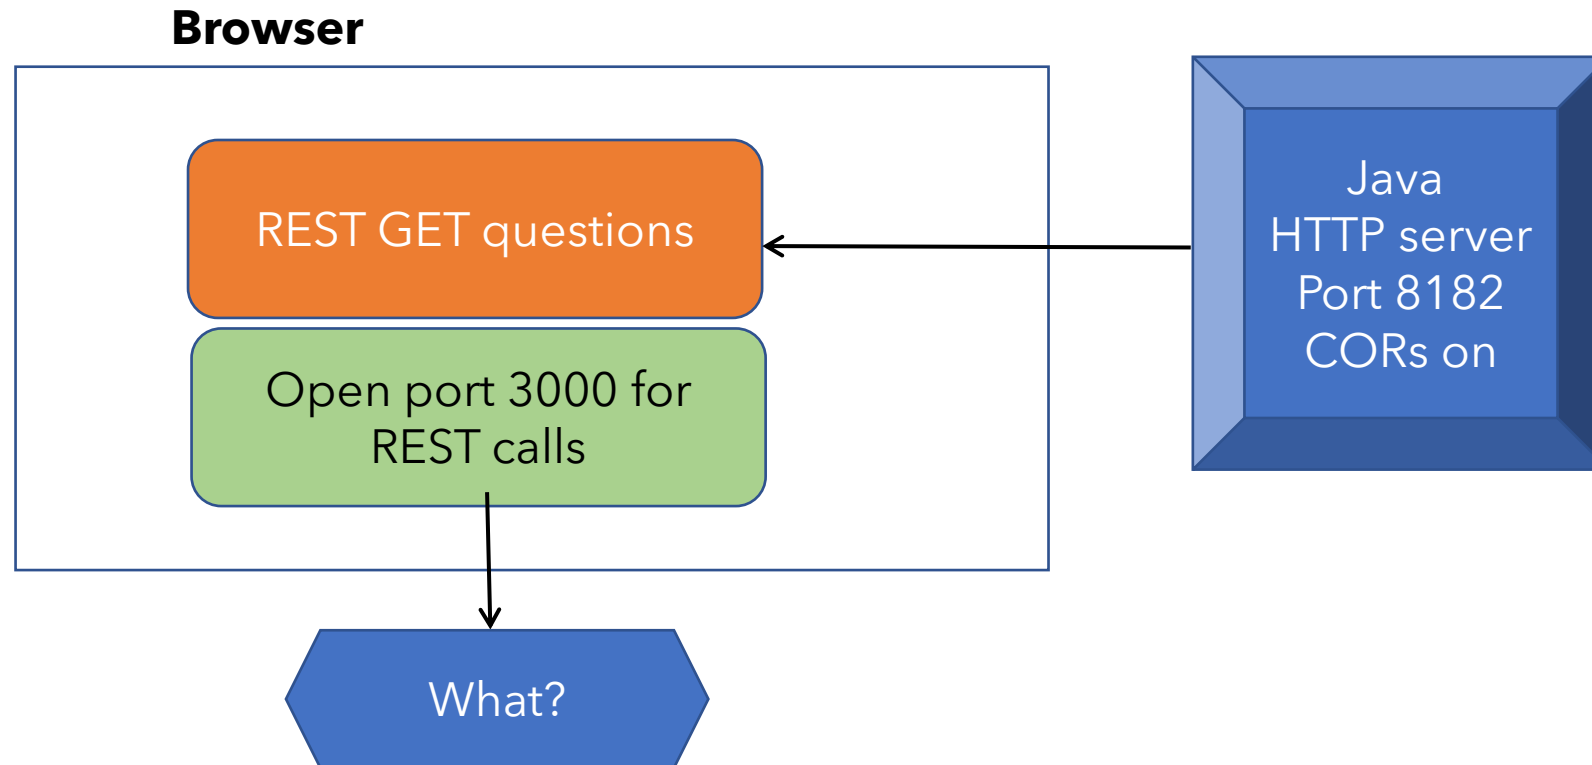 Browser
REST GET questions
Open port 3000 for
REST calls
What?
Java
HTTP server
Port 8182
CORs on